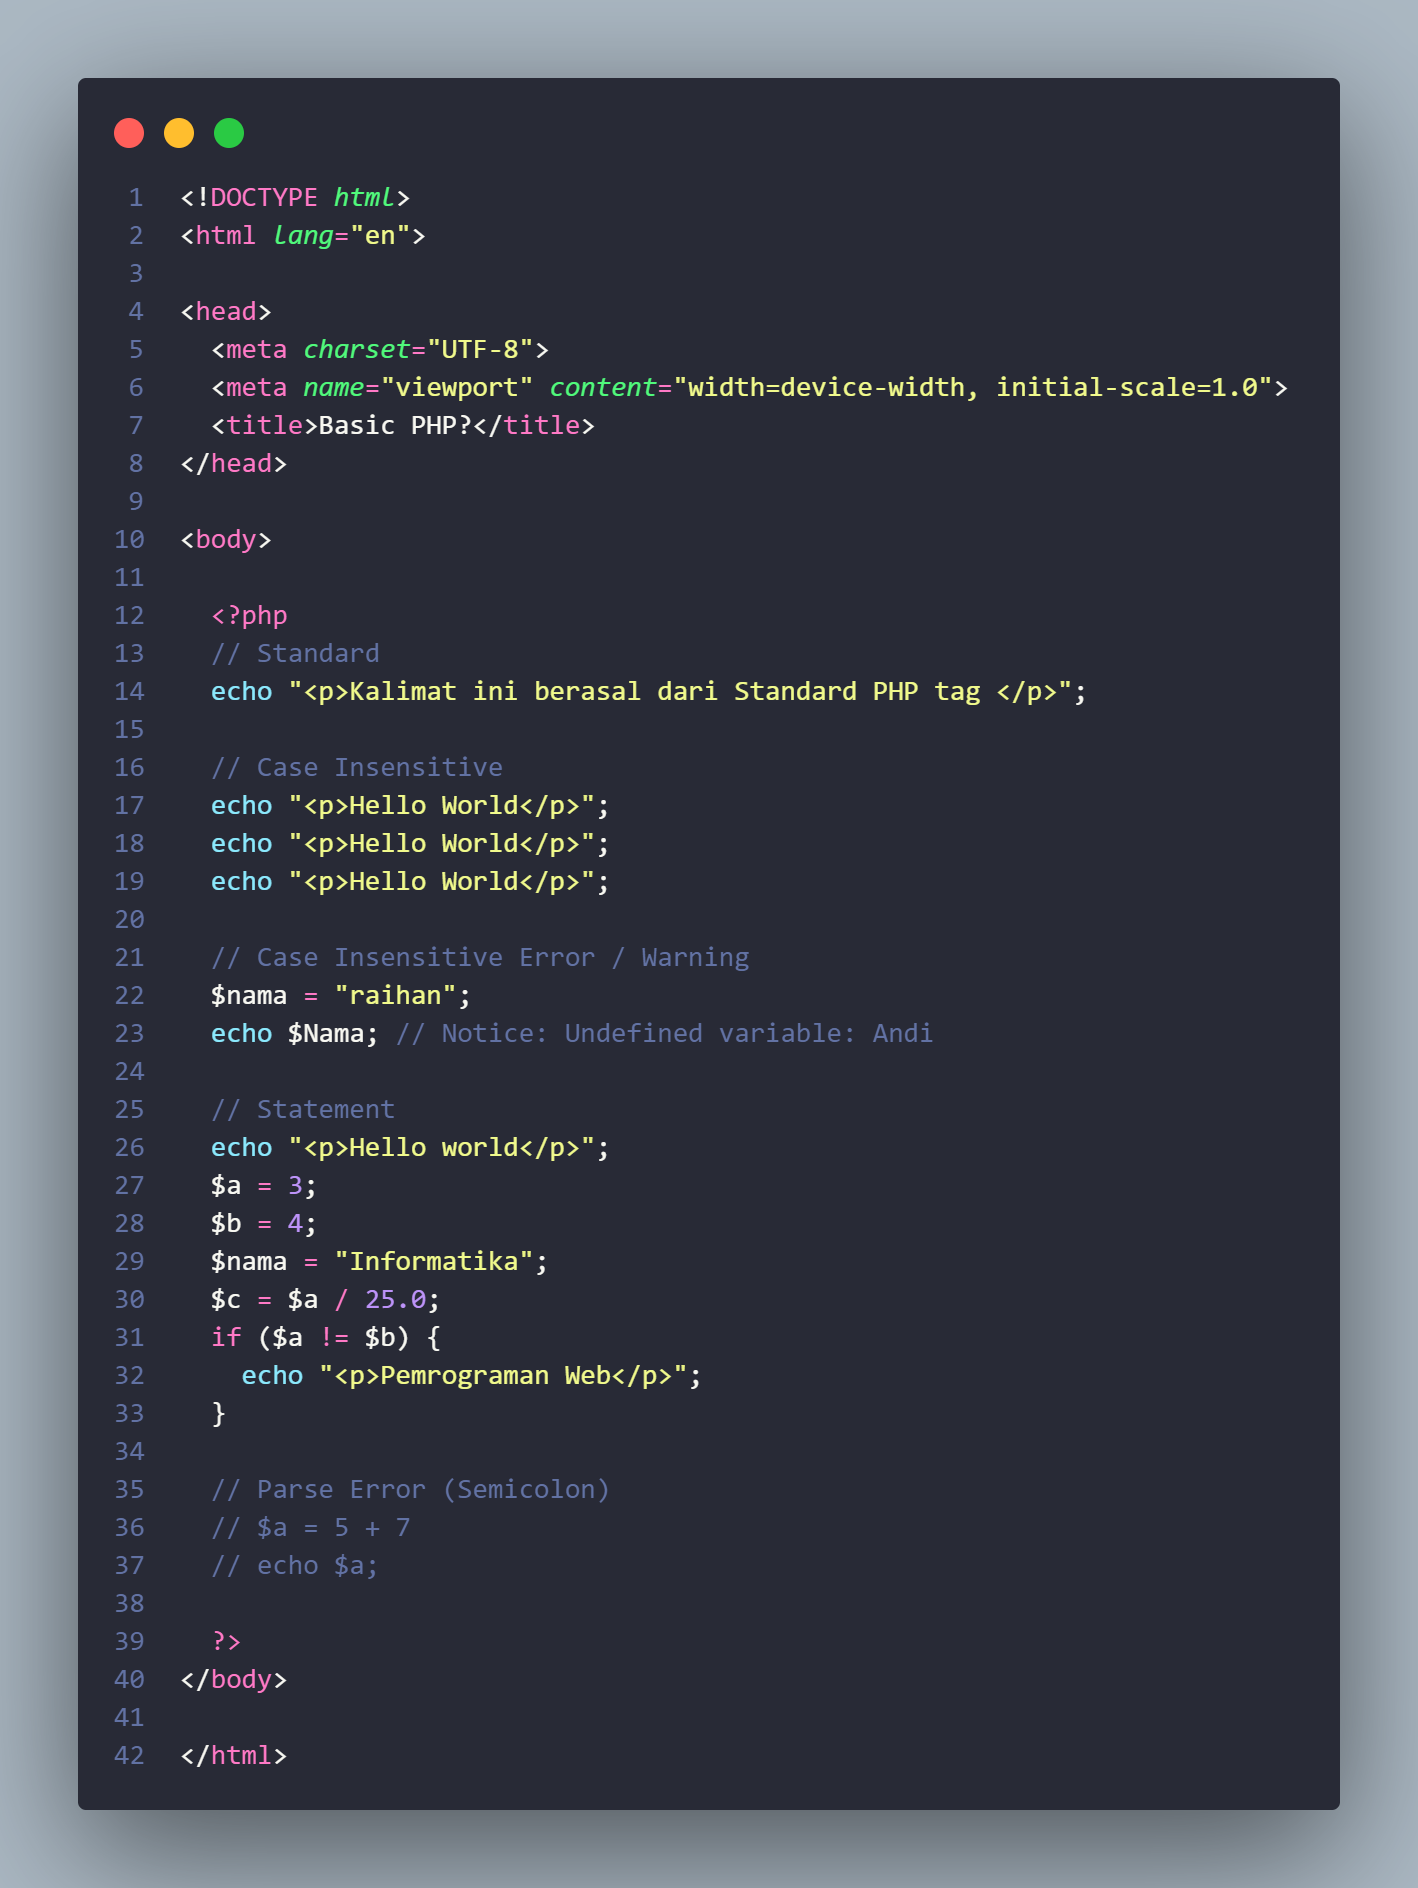 1 <!DOCTYPE html>
2 <html lang="en">
3
4 <head>
5   <meta charset="UTF-8">
6   <meta name="viewport" content="width=device-width, initial-scale=1.0">
7   <title>Basic PHP?</title>
8 </head>
9
10 <body>
11
12   <?php
13   // Standard
14   echo "<p>Kalimat ini berasal dari Standard PHP tag </p>";
15
16   // Case Insensitive
17   echo "<p>Hello World</p>";
18   echo "<p>Hello World</p>";
19   echo "<p>Hello World</p>";
20
21   // Case Insensitive Error / Warning
22   $nama = "raihan";
23   echo $Nama; // Notice: Undefined variable: Andi
24
25   // Statement
26   echo "<p>Hello world</p>";
27   $a = 3;
28   $b = 4;
29   $nama = "Informatika";
30   $c = $a / 25.0;
31   if ($a != $b) {
32     echo "<p>Pemrograman Web</p>";
33   }
34
35   // Parse Error (Semicolon)
36   // $a = 5 + 7
37   // echo $a;
38
39   ?>
40 </body>
41
42 </html>